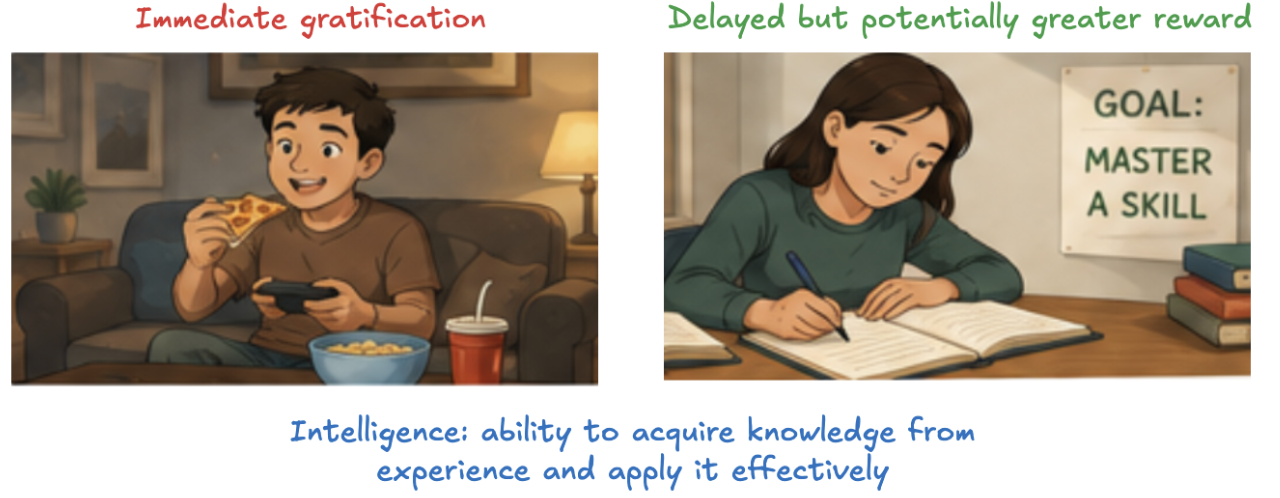 Immediate gratification
Delayed but potentially greater reward
GOAL:
MASTER
A SKILL
Intelligence: ability to acquire knowledge from
experience and apply it effectively